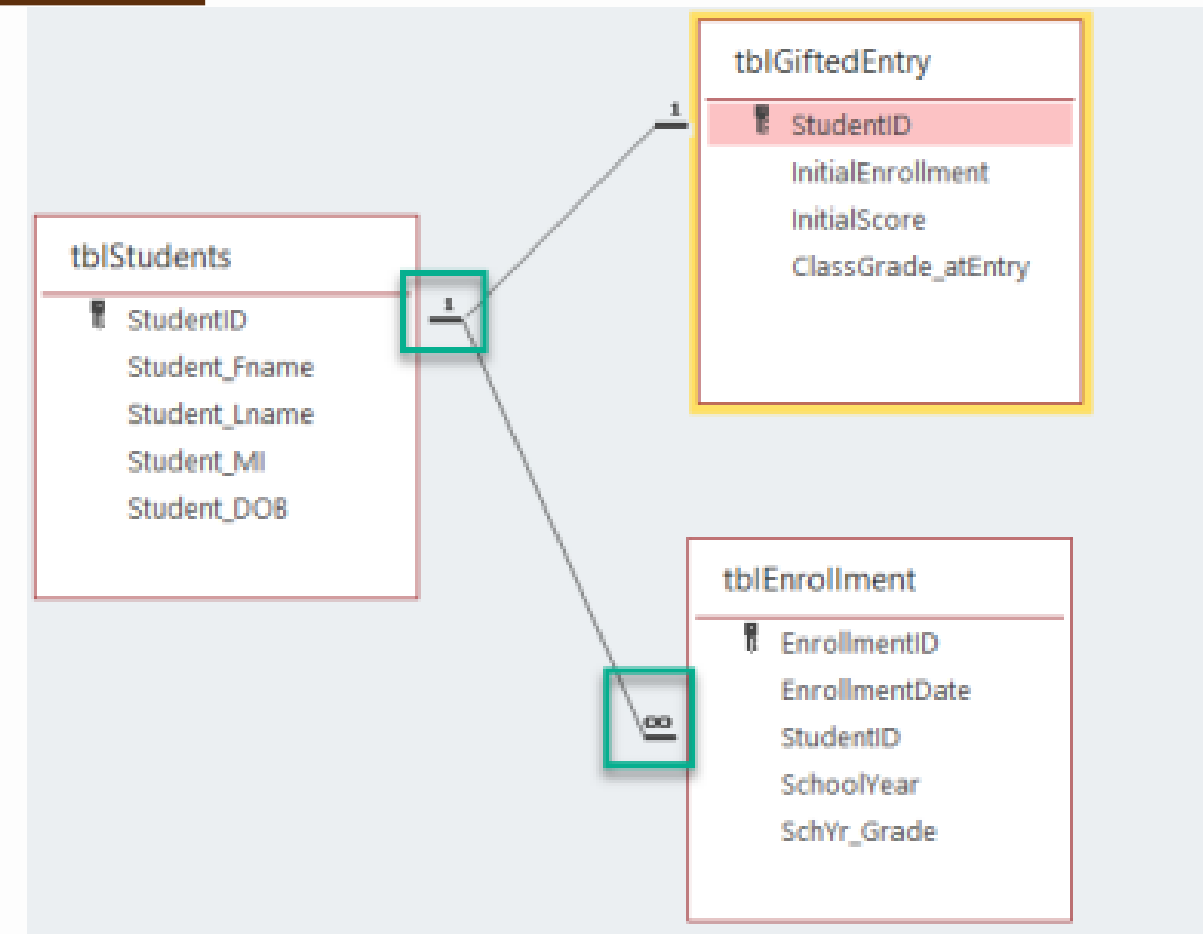 tblGiftedEntry
1
StudentID
InitialEnrollment
InitialScore
ClassGrade_atEntry
tblStudents
1
StudentID
Student_Fname
Student_Lname
Student_MI
Student_DOB
tblEnrollment
EnrollmentID
EnrollmentDate
∞
StudentID
SchoolYear
SchYr_Grade